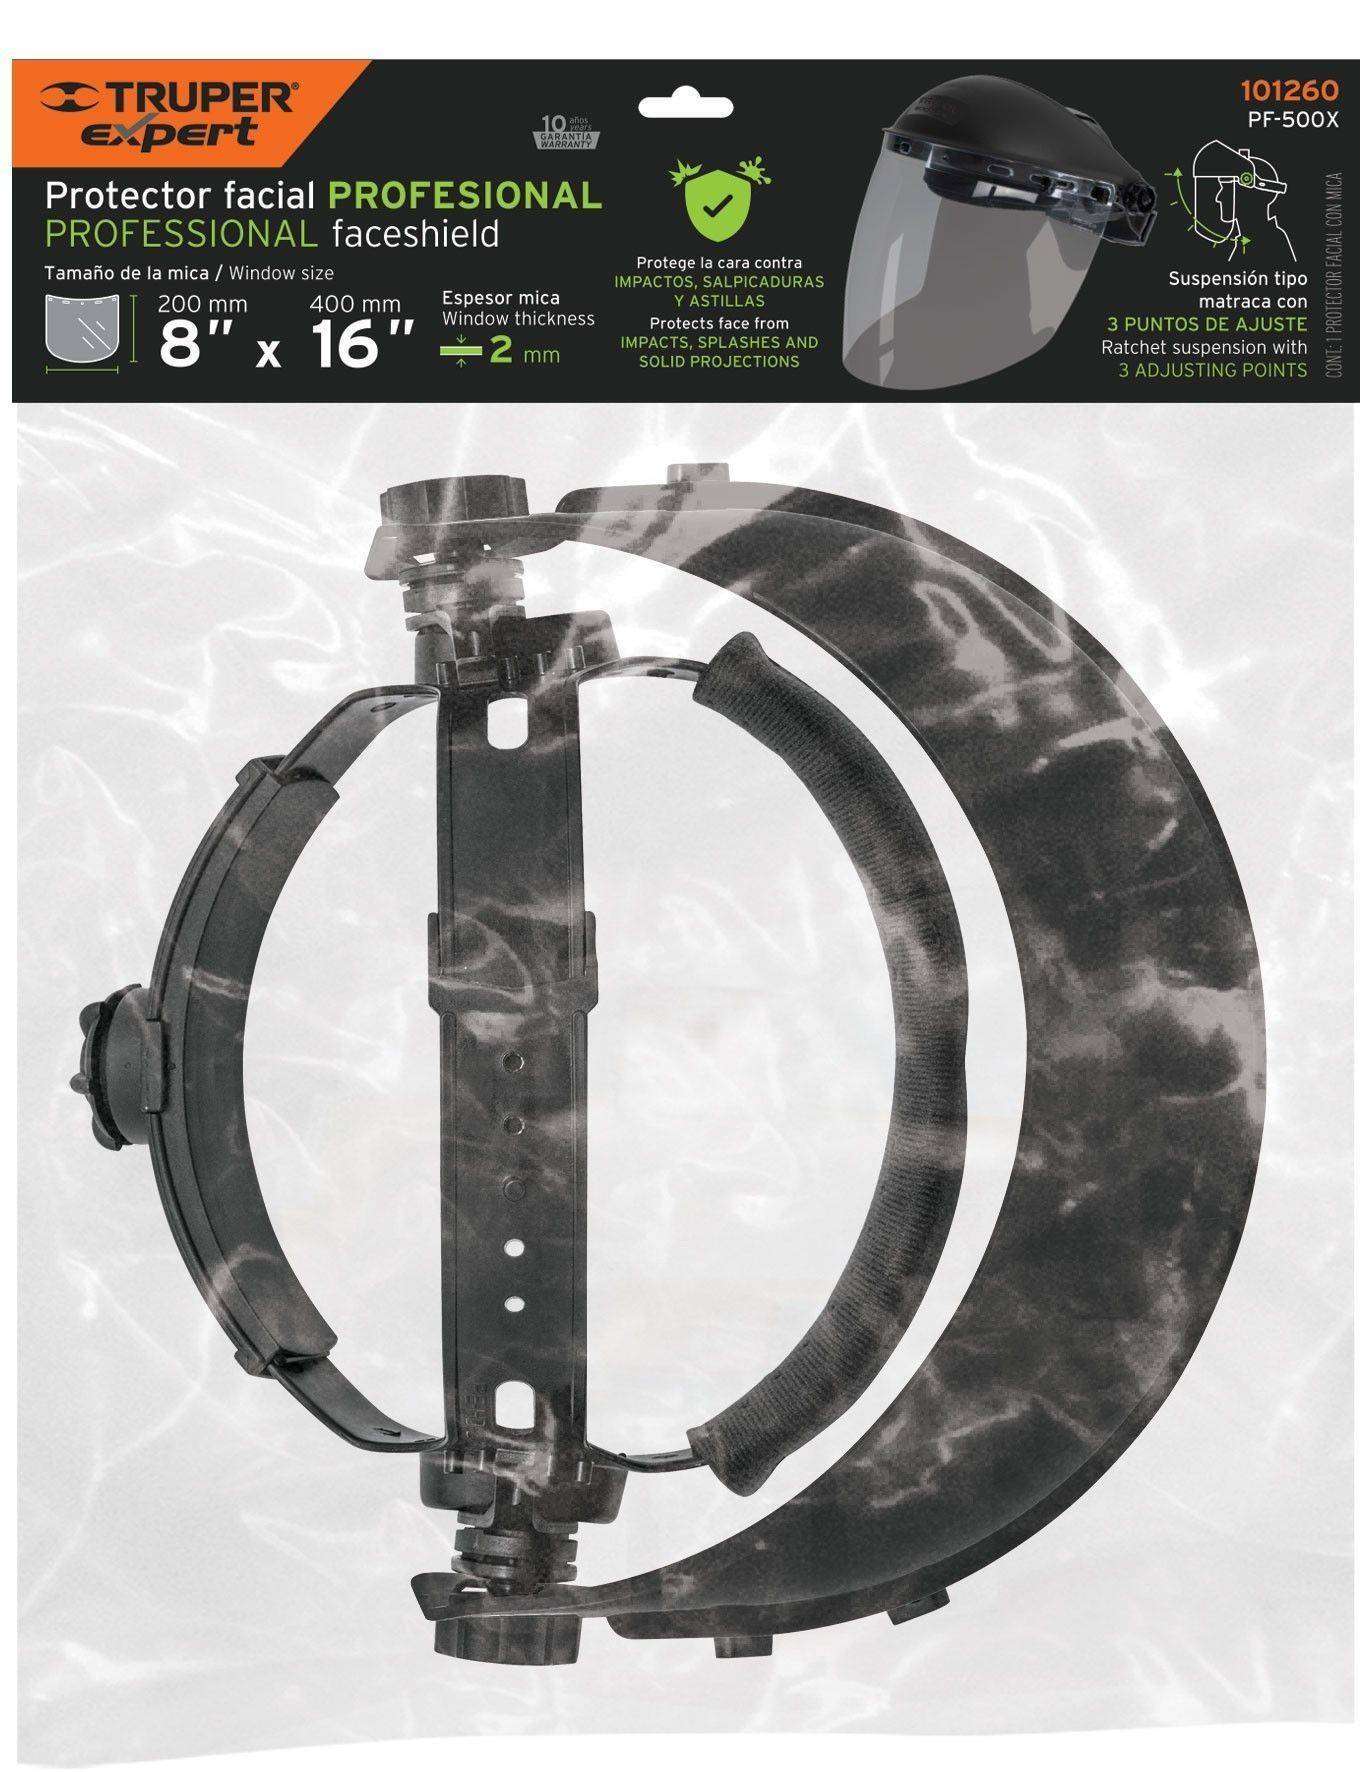 TRUPER®
expert
10 años
years
GARANTÍA
WARRANTY
Protector facial PROFESIONAL
PROFESSIONAL faceshield
Tamaño de la mica / Window size
200 mm 400 mm
8" x 16"
Espesor mica
Window thickness
2 mm
Protege la cara contra
IMPACTOS, SALPICADURAS
Y ASTILLAS
Protects face from
IMPACTS, SPLASHES AND
SOLID PROJECTIONS
101260
PF-500X
Suspensión tipo
matraca con
3 PUNTOS DE AJUSTE
Ratchet suspension with
3 ADJUSTING POINTS
CONT.: 1 PROTECTOR FACIAL CON MICA